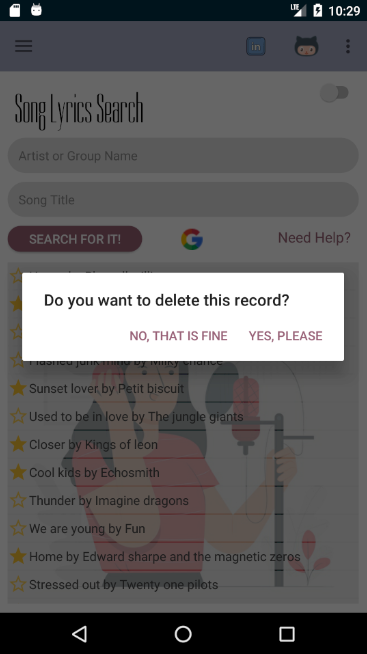 LTE 10:29
in
Song Lyrics Search
Artist or Group Name
Song Title
SEARCH FOR IT!
Need Help?
Do you want to delete this record?
NO, THAT IS FINE YES, PLEASE
Flashed junk mind by Milky chance
Sunset lover by Petit biscuit
Used to be in love by The jungle giants
Closer by Kings of leon
Cool kids by Echosmith
Thunder by Imagine dragons
We are young by Fun
Home by Edward sharpe and the magnetic zeros
Stressed out by Twenty one pilots